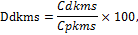 Ddkms = Cdkms / Cpkms × 100,